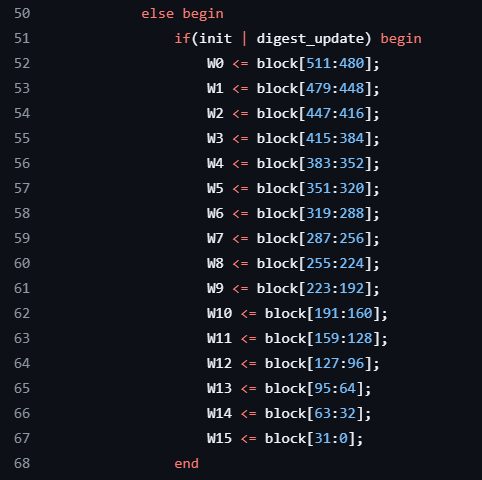 50 else begin
51 if(init | digest_update) begin
52 W0 <= block[511:480];
53 W1 <= block[479:448];
54 W2 <= block[447:416];
55 W3 <= block[415:384];
56 W4 <= block[383:352];
57 W5 <= block[351:320];
58 W6 <= block[319:288];
59 W7 <= block[287:256];
60 W8 <= block[255:224];
61 W9 <= block[223:192];
62 W10 <= block[191:160];
63 W11 <= block[159:128];
64 W12 <= block[127:96];
65 W13 <= block[95:64];
66 W14 <= block[63:32];
67 W15 <= block[31:0];
68 end